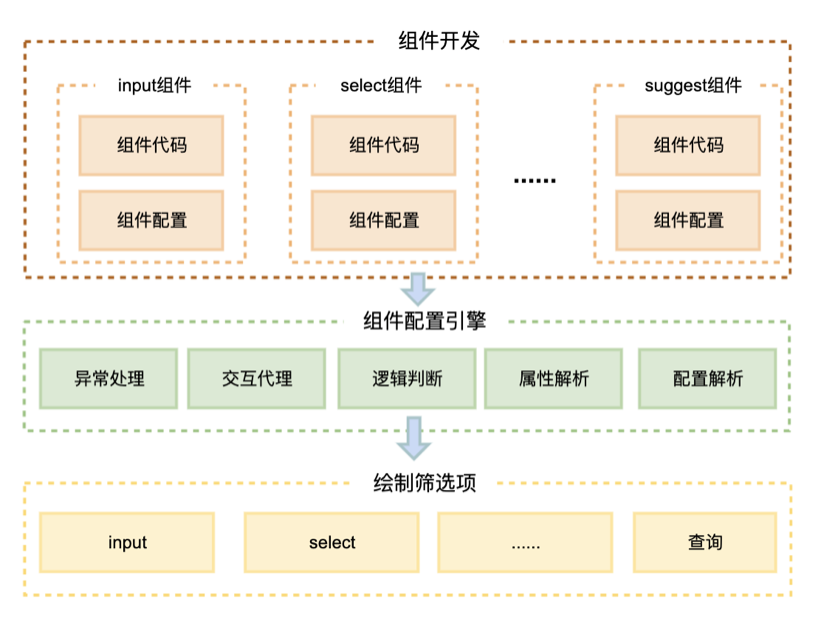 组件开发
input组件
select组件
suggest组件
组件代码
组件代码
组件代码
......
组件配置
组件配置
组件配置
组件配置引擎
异常处理
交互代理
逻辑判断
属性解析
配置解析
绘制筛选项
input
select
......
查询